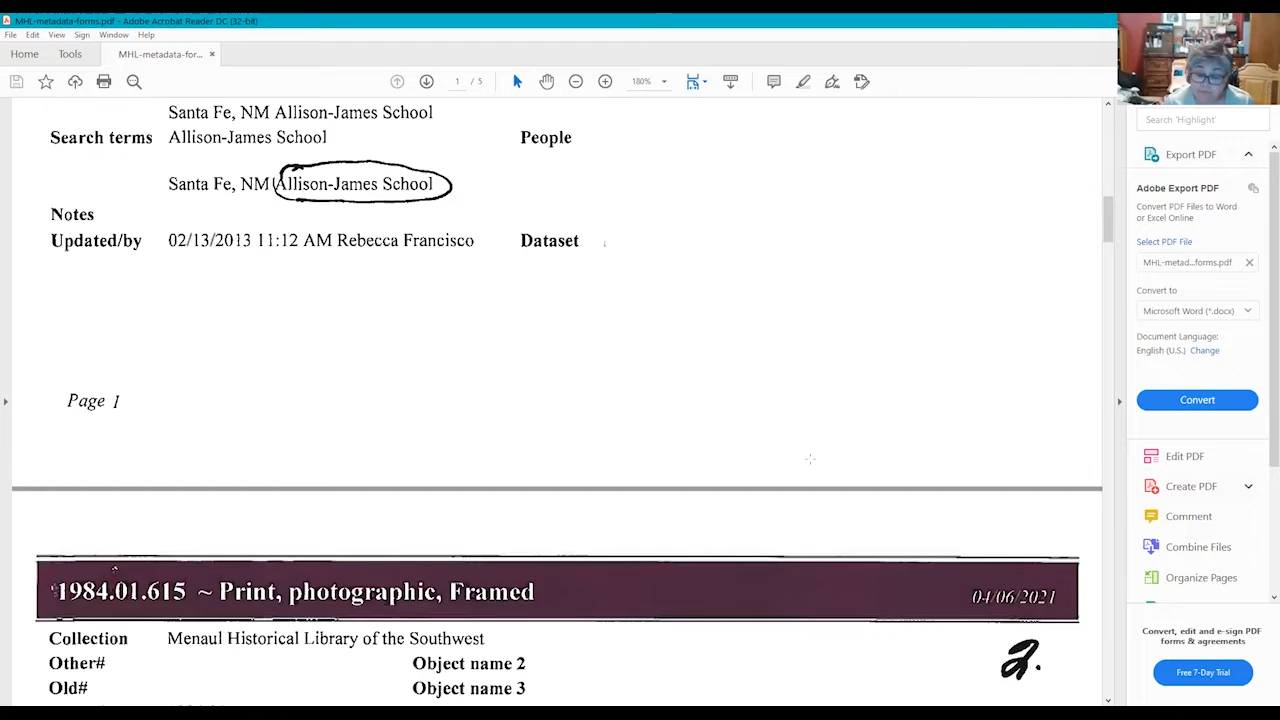 MHL-metadata-forms.pdf - Adobe Acrobat Reader DC (32-bit)
File Edit View Sign Window Help
Home Tools MHL-metadata-for... ×
1 / 5 180%
Search 'Highlight'
Santa Fe, NM Allison-James School
Search terms Allison-James School People
Santa Fe, NM Allison-James School
Notes
Updated/by 02/13/2013 11:12 AM Rebecca Francisco Dataset
Page 1
1984.01.615 ~ Print, photographic, Framed 04/06/2021
Collection Menaul Historical Library of the Southwest
2.
Other# Object name 2
Old# Object name 3
Export PDF
Adobe Export PDF
Convert PDF Files to Word
or Excel Online
Select PDF File
MHL-metad...forms.pdf
Convert to
Microsoft Word (*.docx)
Document Language:
English (U.S.) Change
Convert
Edit PDF
Create PDF
Comment
Combine Files
Organize Pages
Convert, edit and e-sign PDF
forms & agreements
Free 7-Day Trial